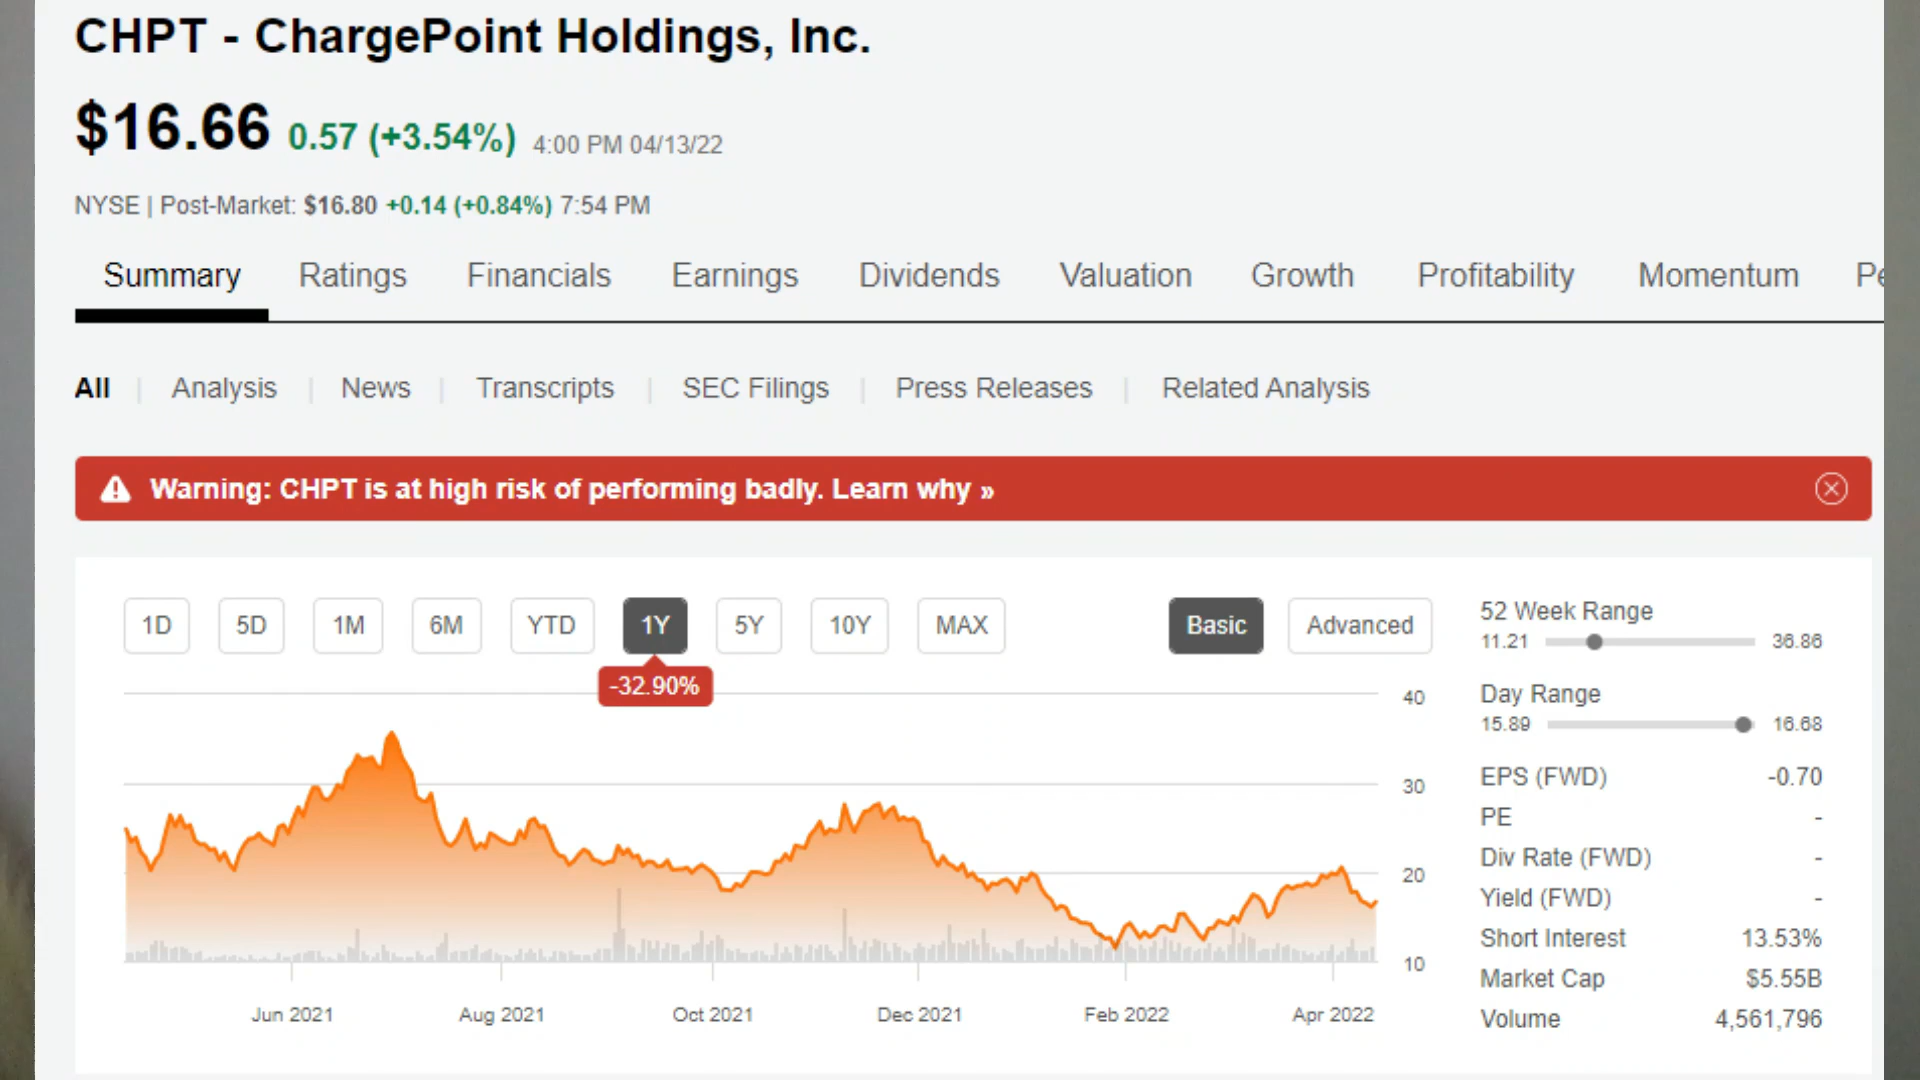 CHPT - ChargePoint Holdings, Inc.
$16.66 0.57 (+3.54%) 4:00 PM 04/13/22
NYSE | Post-Market: $16.80 +0.14 (+0.84%) 7:54 PM
Summary Ratings Financials Earnings Dividends Valuation Growth Profitability Momentum Pe
All | Analysis | News | Transcripts | SEC Filings | Press Releases | Related Analysis
Warning: CHPT is at high risk of performing badly. Learn why »
1D 5D 1M 6M YTD 1Y 5Y 10Y MAX Basic Advanced
-32.90%
40
30
20
10
Jun 2021 Aug 2021 Oct 2021 Dec 2021 Feb 2022 Apr 2022
52 Week Range
11.21 36.86
Day Range
15.89 16.68
EPS (FWD) -0.70
PE -
Div Rate (FWD) -
Yield (FWD) -
Short Interest 13.53%
Market Cap $5.55B
Volume 4,561,796